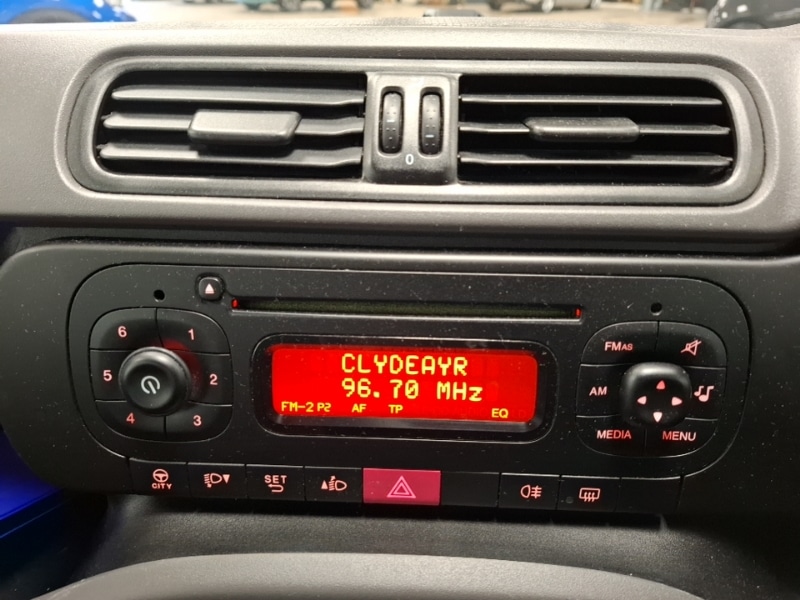 0
6 1
5 2
4 3
CLYDEAYR
96.70 MHz
FM-2 P2 AF TP EQ
FMAS
AM
MEDIA MENU
CITY
SET